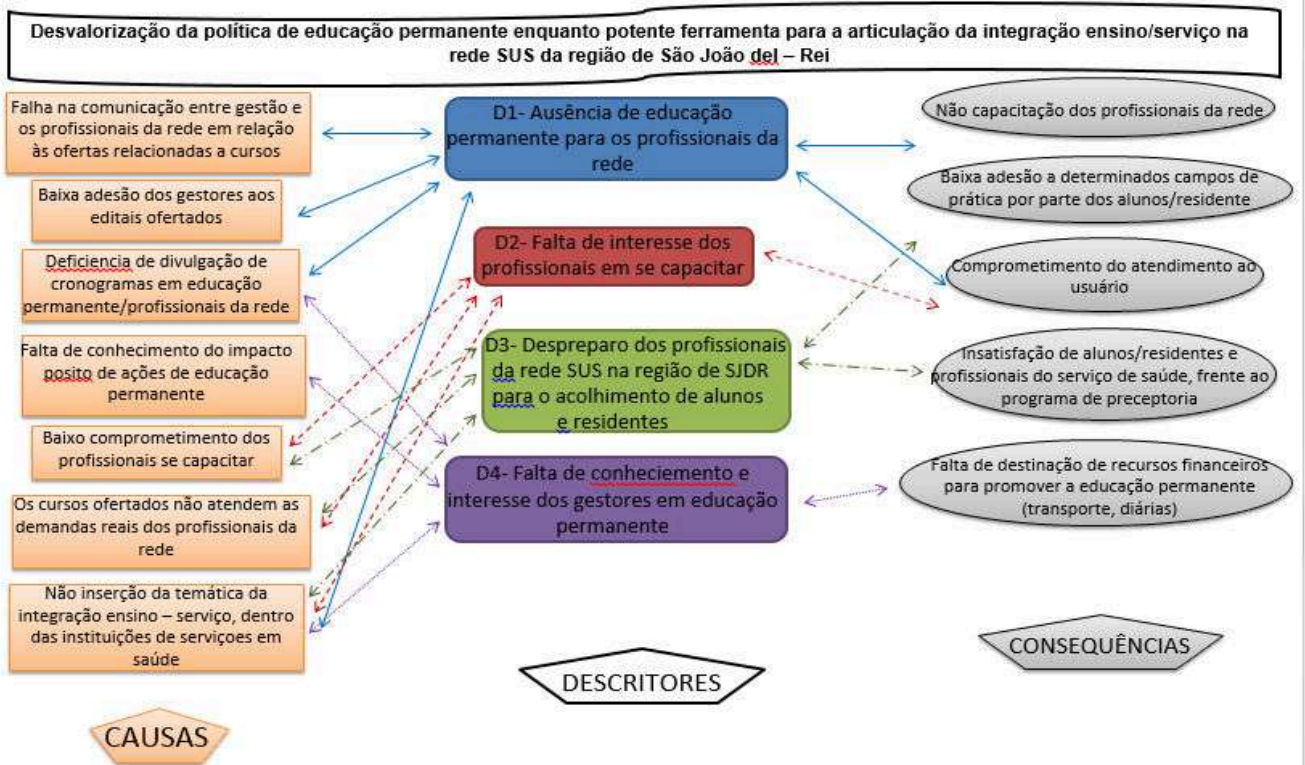 Desvalorização da política de educação permanente enquanto potente ferramenta para a articulação da integração ensino/serviço na
rede SUS da região de São João del – Rei
Falha na comunicação entre gestão e
os profissionais da rede em relação
às ofertas relacionadas a cursos
Baixa adesão dos gestores aos
editais ofertados
Deficiencia de divulgação de
cronogramas em educação
permanente/profissionais da rede
Falta de conhecimento do impacto
posito de ações de educação
permanente
Baixo comprometimento dos
profissionais se capacitar
Os cursos ofertados não atendem as
demandas reais dos profissionais da
rede
Não inserção da temática da
integração ensino – serviço, dentro
das instituições de serviçoes em
saúde
CAUSAS
D1- Ausência de educação
permanente para os profissionais da
rede
D2- Falta de interesse dos
profissionais em se capacitar
D3- Despreparo dos profissionais
da rede SUS na região de SJDR
para o acolhimento de alunos
e residentes
D4- Falta de conheciemento e
interesse dos gestores em educação
permanente
DESCRITORES
Não capacitação dos profissionais da rede
Baixa adesão a determinados campos de
prática por parte dos alunos/residente
Comprometimento do atendimento ao
usuário
Insatisfação de alunos/residentes e
profissionais do serviço de saúde, frente ao
programa de preceptoria
Falta de destinação de recursos financeiros
para promover a educação permanente
(transporte, diárias)
CONSEQUÊNCIAS